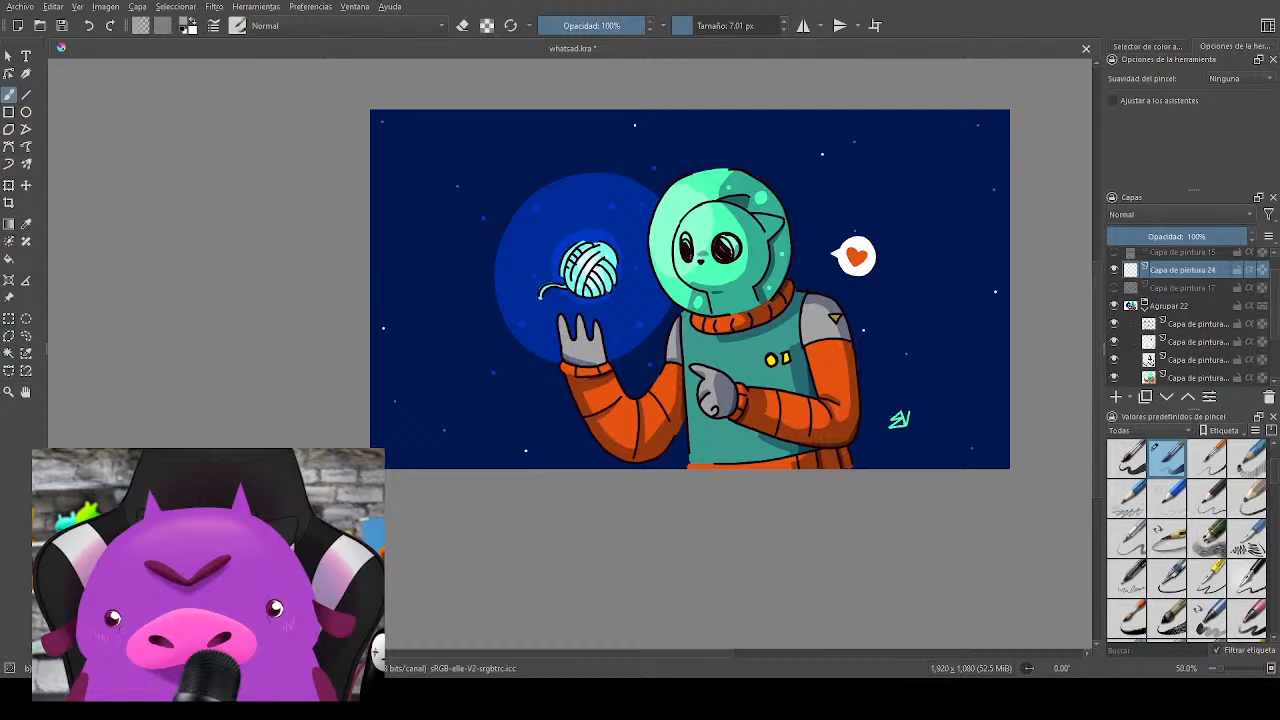 Archivo Editar Ver Imagen Capa Seleccionar Filtro Herramientas Preferencias Ventana Ayuda
Normal Opacidad: 100% Tamaño: 7.01 px.
whatsad.kra *
Selector de color a... Opciones de la her...
Opciones de la herramienta
Suavidad del pincel: Ninguna
Ajustar a los asistentes
Capas
Normal
Opacidad: 100%
Capa de pintura 15
Capa de pintura 24
Capa de pintura 17
Agrupar 22
Capa de pintura...
Capa de pintura...
Capa de pintura...
Capa de pintura...
Valores predefinidos de pincel
Todas Etiqueta
Buscar Filtrar etiqueta
bits/canal) sRGB-elle-V2-srgbtrc.icc 1,920 x 1,080 (52.5 MiB) 0.00° 50.0%